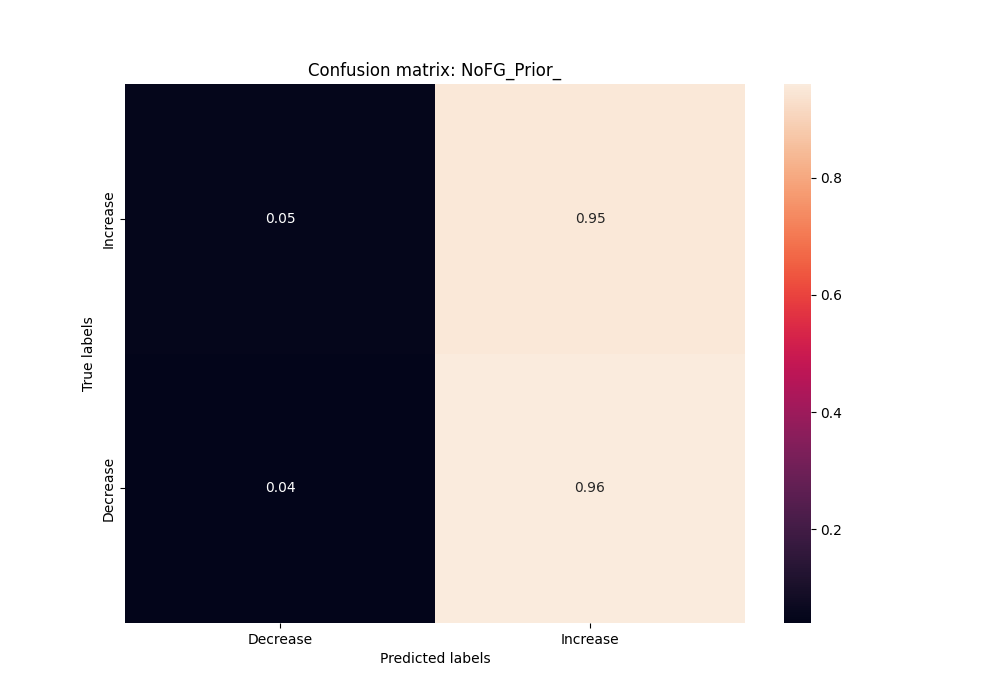 Confusion matrix: NoFG_Prior_
True labels
Increase
Decrease
0.05
0.95
0.04
0.96
Decrease
Increase
Predicted labels
0.8
0.6
0.4
0.2